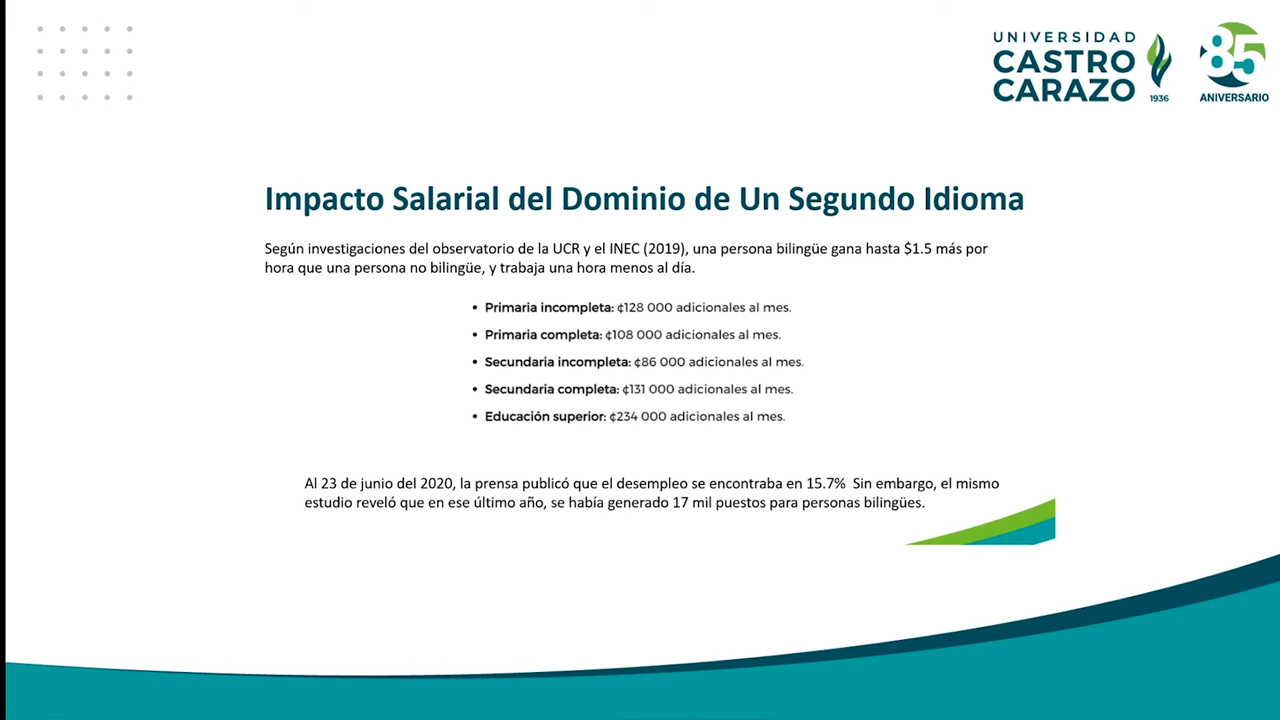 UNIVERSIDAD
CASTRO
CARAZO
1936
85
ANIVERSARIO
Impacto Salarial del Dominio de Un Segundo Idioma
Según investigaciones del observatorio de la UCR y el INEC (2019), una persona bilingüe gana hasta $1.5 más por
hora que una persona no bilingüe, y trabaja una hora menos al día.
• Primaria incompleta: ¢128 000 adicionales al mes.
• Primaria completa: ¢108 000 adicionales al mes.
• Secundaria incompleta: ¢86 000 adicionales al mes.
• Secundaria completa: ¢131 000 adicionales al mes.
• Educación superior: ¢234 000 adicionales al mes.
Al 23 de junio del 2020, la prensa publicó que el desempleo se encontraba en 15.7% Sin embargo, el mismo
estudio reveló que en ese último año, se había generado 17 mil puestos para personas bilingües.